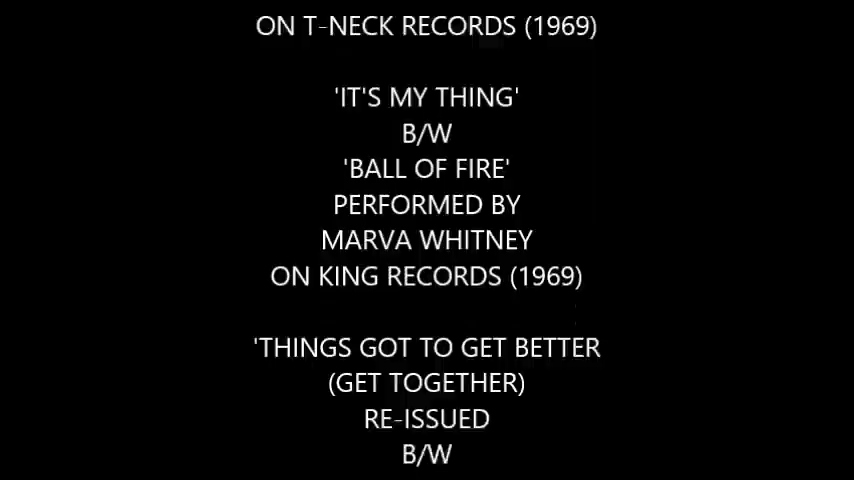 ON T-NECK RECORDS (1969)
'IT'S MY THING'
B/W
'BALL OF FIRE'
PERFORMED BY
MARVA WHITNEY
ON KING RECORDS (1969)
'THINGS GOT TO GET BETTER
(GET TOGETHER)
RE-ISSUED
B/W